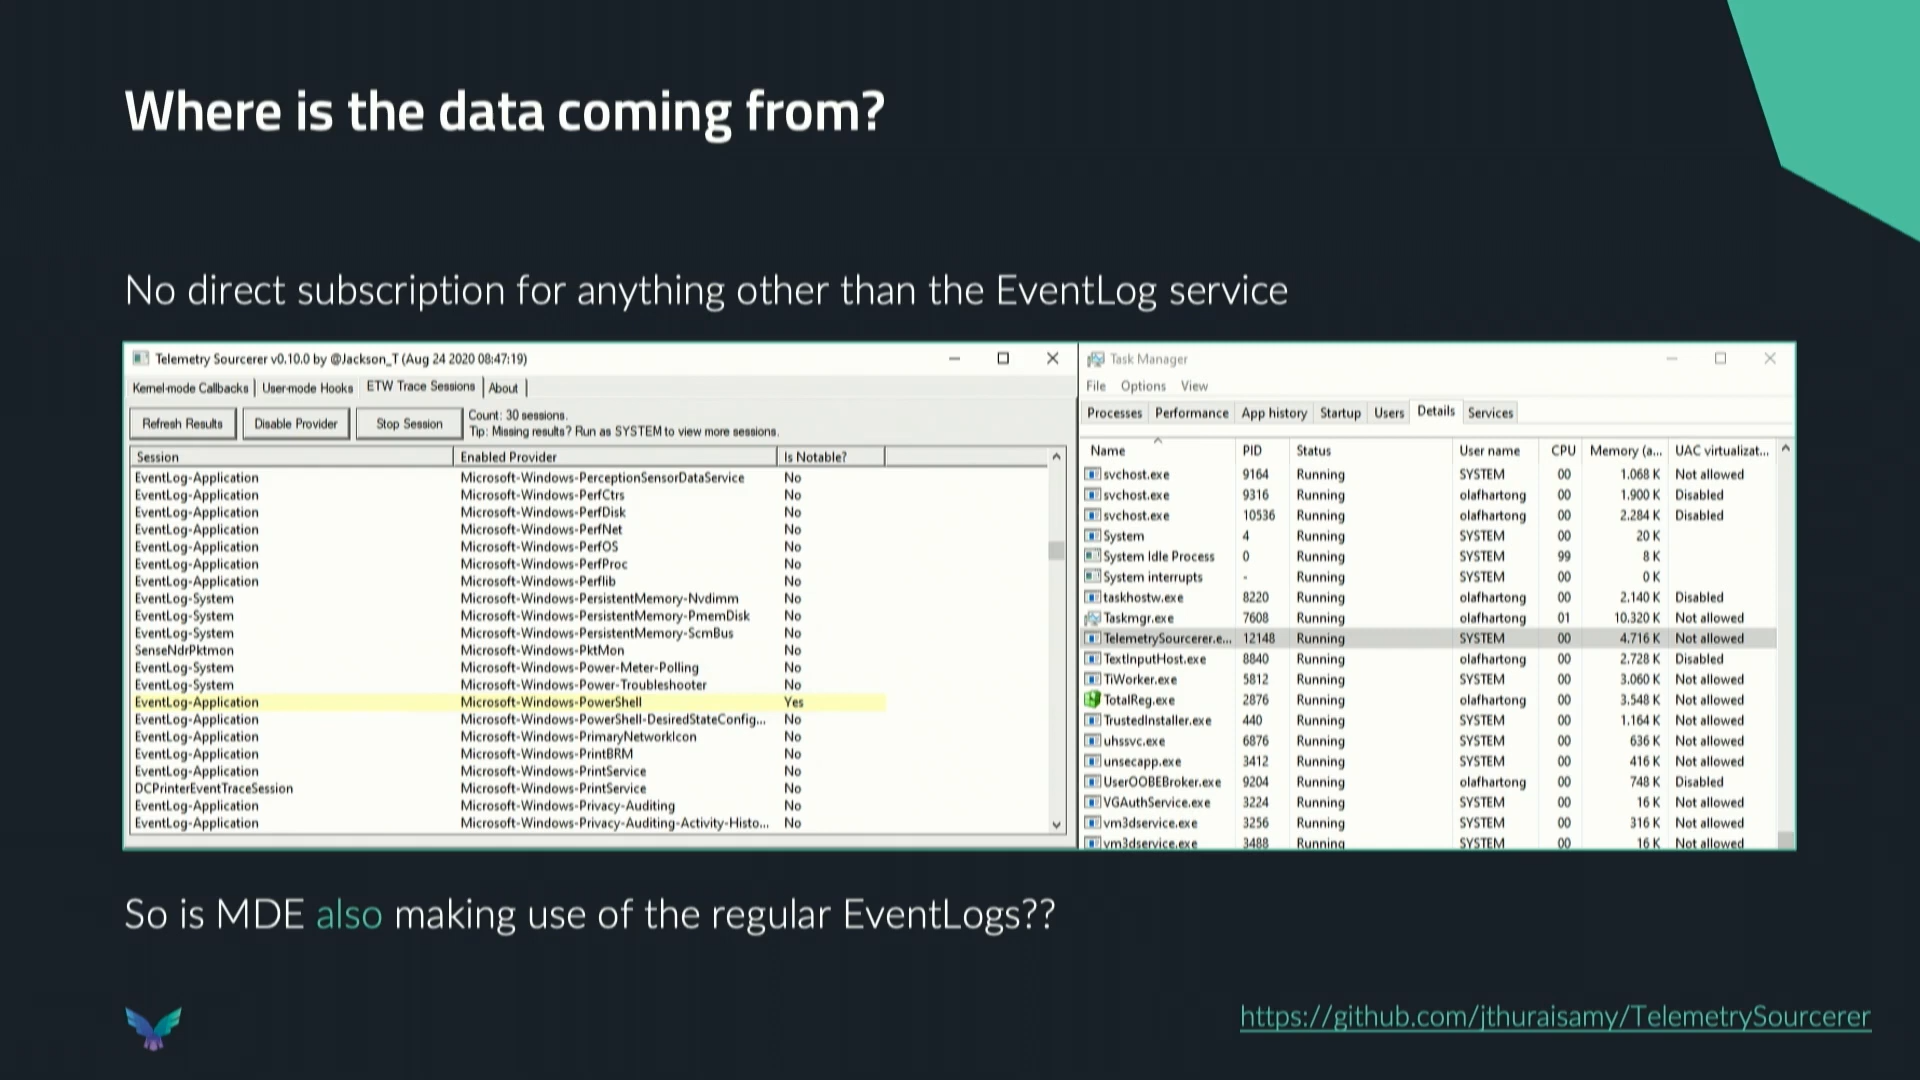 Where is the data coming from?
No direct subscription for anything other than the EventLog service
Telemetry Sourcerer v0.10.0 by @Jackson_T (Aug 24 2020 08:47:19)
Kernel-mode Callbacks User-mode Hooks ETW Trace Sessions About
Refresh Results Disable Provider Stop Session
Count: 30 sessions.
Tip: Missing results? Run as SYSTEM to view more sessions.
Session Enabled Provider Is Notable?
EventLog-Application Microsoft-Windows-PerceptionSensorDataService No
EventLog-Application Microsoft-Windows-PerfCtrs No
EventLog-Application Microsoft-Windows-PerfDisk No
EventLog-Application Microsoft-Windows-PerfNet No
EventLog-Application Microsoft-Windows-PerfOS No
EventLog-Application Microsoft-Windows-PerfProc No
EventLog-Application Microsoft-Windows-Perflib No
EventLog-System Microsoft-Windows-PersistentMemory-Nvdimm No
EventLog-System Microsoft-Windows-PersistentMemory-PmemDisk No
EventLog-System Microsoft-Windows-PersistentMemory-ScmBus No
SenseNdrPktmon Microsoft-Windows-PktMon No
EventLog-System Microsoft-Windows-Power-Meter-Polling No
EventLog-System Microsoft-Windows-Power-Troubleshooter No
EventLog-Application Microsoft-Windows-PowerShell Yes
EventLog-Application Microsoft-Windows-PowerShell-DesiredStateConfig... No
EventLog-Application Microsoft-Windows-PrimaryNetworkIcon No
EventLog-Application Microsoft-Windows-PrintBRM No
EventLog-Application Microsoft-Windows-PrintService No
DCPrinterEventTraceSession Microsoft-Windows-PrintService No
EventLog-Application Microsoft-Windows-Privacy-Auditing No
EventLog-Application Microsoft-Windows-Privacy-Auditing-Activity-Histo... No
Task Manager
File Options View
Processes Performance App history Startup Users Details Services
Name PID Status User name CPU Memory (a... UAC virtualizat...
svchost.exe 9164 Running SYSTEM 00 1.068 K Not allowed
svchost.exe 9316 Running olafhartong 00 1.900 K Disabled
svchost.exe 10536 Running olafhartong 00 2.284 K Disabled
System 4 Running SYSTEM 00 20 K
System Idle Process 0 Running SYSTEM 99 8 K
System interrupts - Running SYSTEM 00 0 K
taskhostw.exe 8220 Running olafhartong 00 2.140 K Disabled
Taskmgr.exe 7608 Running olafhartong 01 10.320 K Not allowed
TelemetrySourcerer.e... 12148 Running SYSTEM 00 4.716 K Not allowed
TextInputHost.exe 8840 Running olafhartong 00 2.728 K Disabled
TiWorker.exe 5812 Running SYSTEM 00 3.060 K Not allowed
TotalReg.exe 2876 Running olafhartong 00 3.548 K Not allowed
TrustedInstaller.exe 440 Running SYSTEM 00 1.164 K Not allowed
uhssvc.exe 6876 Running SYSTEM 00 636 K Not allowed
unsecapp.exe 3412 Running SYSTEM 00 416 K Not allowed
UserOOBEBroker.exe 9204 Running olafhartong 00 748 K Disabled
VGAuthService.exe 3224 Running SYSTEM 00 16 K Not allowed
vm3dservice.exe 3256 Running SYSTEM 00 316 K Not allowed
vm3dservice.exe 3488 Running SYSTEM 00 16 K Not allowed
So is MDE also making use of the regular EventLogs??
https://github.com/jthuraisamy/TelemetrySourcerer